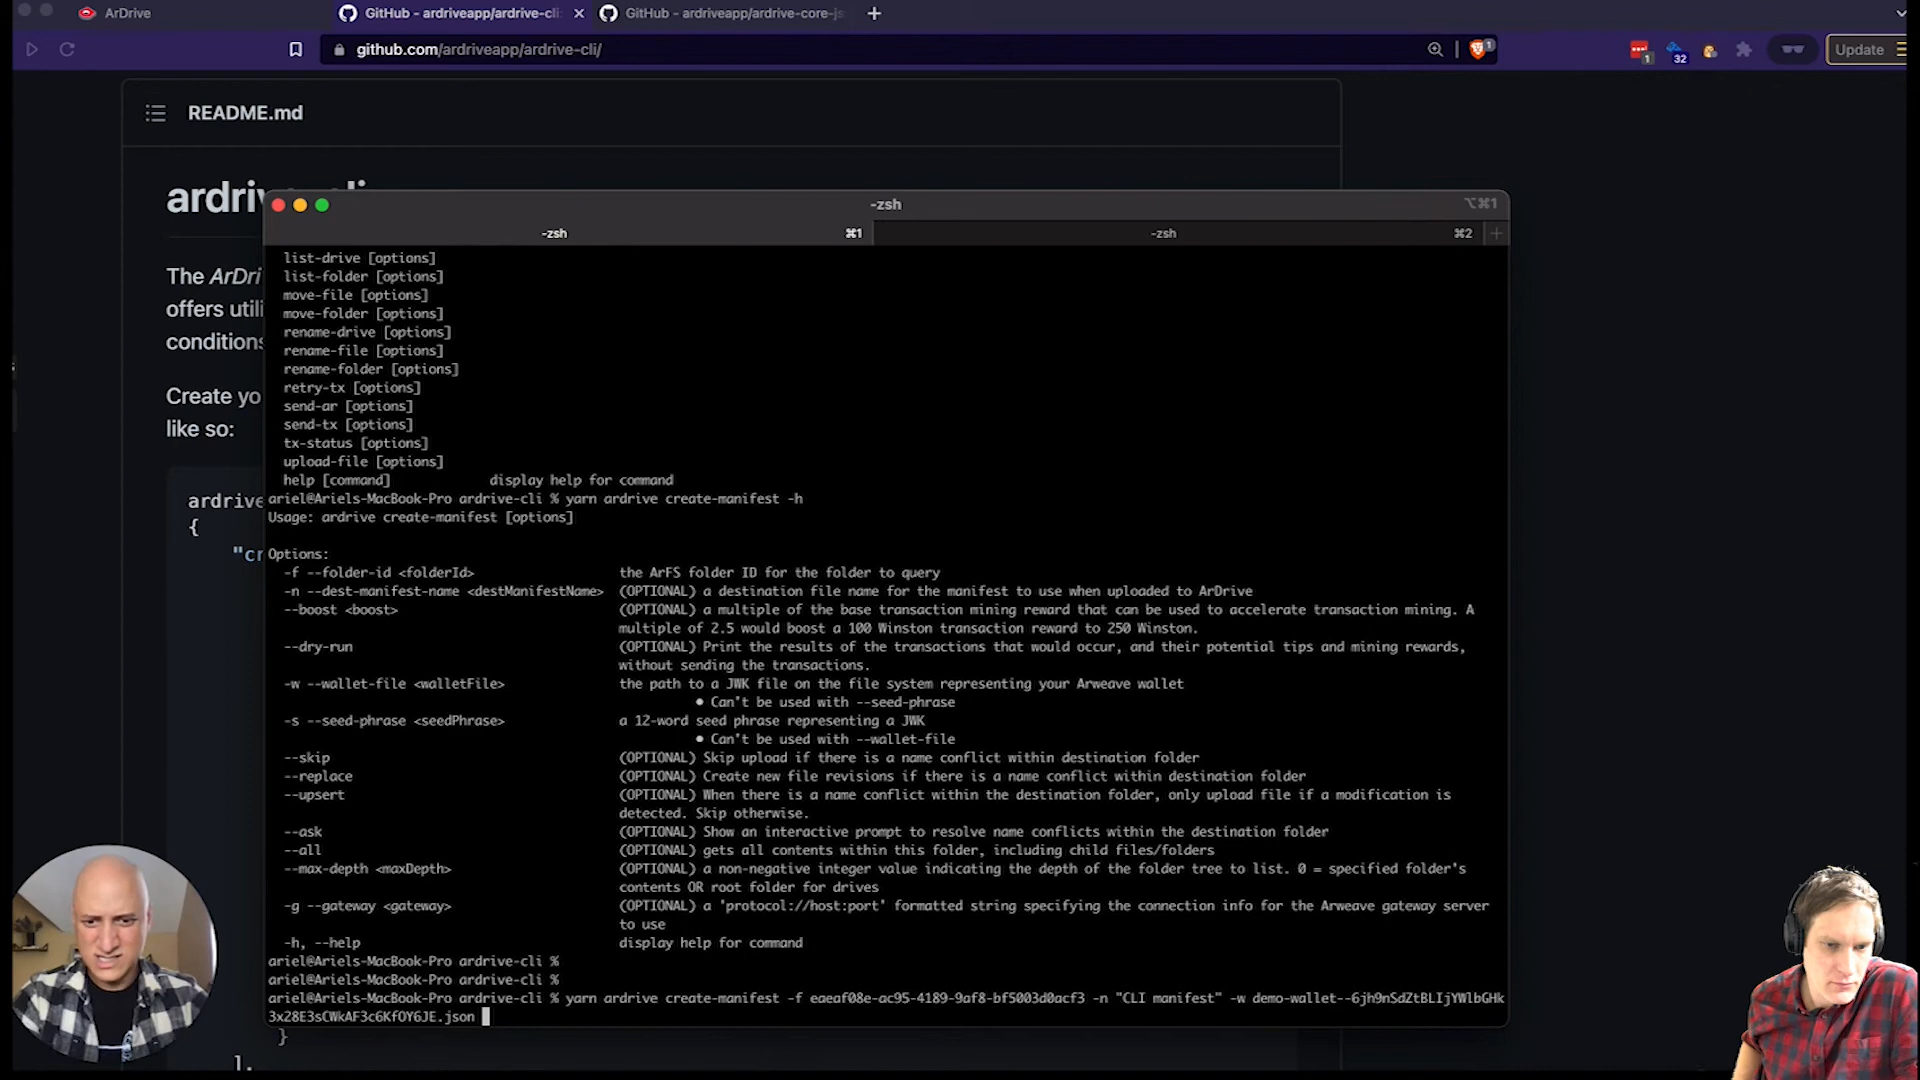 ArDrive
GitHub - ardriveapp/ardrive-cli:
GitHub - ardriveapp/ardrive-core-js
github.com/ardriveapp/ardrive-cli/
1
1
32
Update
README.md
The ArDri
offers utili
conditions
Create yo
like so:
ardrive
{
"cr
-zsh
⌥⌘1
-zsh
⌘1
-zsh
⌘2
list-drive [options]
list-folder [options]
move-file [options]
move-folder [options]
rename-drive [options]
rename-file [options]
rename-folder [options]
retry-tx [options]
send-ar [options]
send-tx [options]
tx-status [options]
upload-file [options]
help [command] display help for command
ariel@Ariels-MacBook-Pro ardrive-cli % yarn ardrive create-manifest -h
Usage: ardrive create-manifest [options]
Options:
-f --folder-id <folderId> the ArFS folder ID for the folder to query
-n --dest-manifest-name <destManifestName> (OPTIONAL) a destination file name for the manifest to use when uploaded to ArDrive
--boost <boost> (OPTIONAL) a multiple of the base transaction mining reward that can be used to accelerate transaction mining. A
multiple of 2.5 would boost a 100 Winston transaction reward to 250 Winston.
--dry-run (OPTIONAL) Print the results of the transactions that would occur, and their potential tips and mining rewards,
without sending the transactions.
-w --wallet-file <walletFile> the path to a JWK file on the file system representing your Arweave wallet
• Can't be used with --seed-phrase
-s --seed-phrase <seedPhrase> a 12-word seed phrase representing a JWK
• Can't be used with --wallet-file
--skip (OPTIONAL) Skip upload if there is a name conflict within destination folder
--replace (OPTIONAL) Create new file revisions if there is a name conflict within destination folder
--upsert (OPTIONAL) When there is a name conflict within the destination folder, only upload file if a modification is
detected. Skip otherwise.
--ask (OPTIONAL) Show an interactive prompt to resolve name conflicts within the destination folder
--all (OPTIONAL) gets all contents within this folder, including child files/folders
--max-depth <maxDepth> (OPTIONAL) a non-negative integer value indicating the depth of the folder tree to list. 0 = specified folder's
contents OR root folder for drives
-g --gateway <gateway> (OPTIONAL) a 'protocol://host:port' formatted string specifying the connection info for the Arweave gateway server
to use
-h, --help display help for command
ariel@Ariels-MacBook-Pro ardrive-cli %
ariel@Ariels-MacBook-Pro ardrive-cli %
ariel@Ariels-MacBook-Pro ardrive-cli % yarn ardrive create-manifest -f eaeaf08e-ac95-4189-9af8-bf5003d0acf3 -n "CLI manifest" -w demo-wallet--6jh9nSdZtBLIjYWlbGHk
3x28E3sCWkAF3c6KfOY6JE.json
}
],